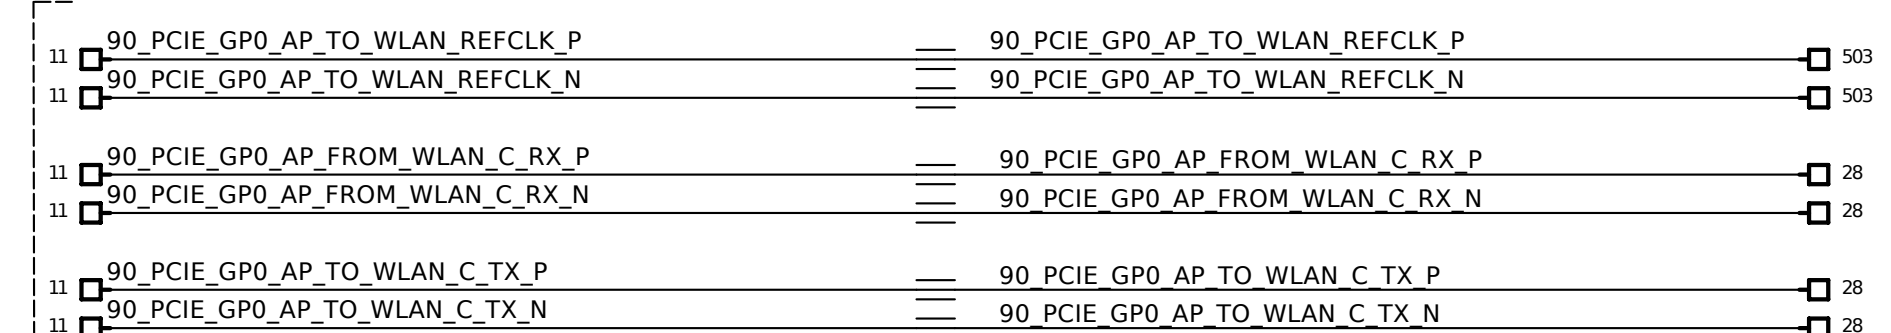 11 90_PCIE_GP0_AP_TO_WLAN_REFCLK_P 90_PCIE_GP0_AP_TO_WLAN_REFCLK_P 503
11 90_PCIE_GP0_AP_TO_WLAN_REFCLK_N 90_PCIE_GP0_AP_TO_WLAN_REFCLK_N 503
11 90_PCIE_GP0_AP_FROM_WLAN_C_RX_P 90_PCIE_GP0_AP_FROM_WLAN_C_RX_P 28
11 90_PCIE_GP0_AP_FROM_WLAN_C_RX_N 90_PCIE_GP0_AP_FROM_WLAN_C_RX_N 28
11 90_PCIE_GP0_AP_TO_WLAN_C_TX_P 90_PCIE_GP0_AP_TO_WLAN_C_TX_P 28
11 90_PCIE_GP0_AP_TO_WLAN_C_TX_N 90_PCIE_GP0_AP_TO_WLAN_C_TX_N 28